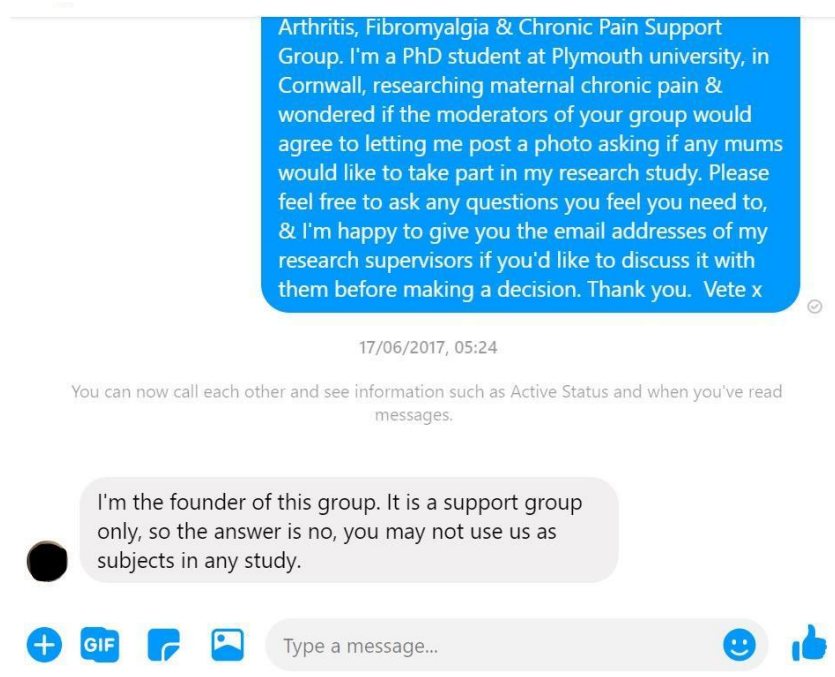 Arthritis, Fibromyalgia & Chronic Pain Support
Group. I'm a PhD student at Plymouth university, in
Cornwall, researching maternal chronic pain &
wondered if the moderators of your group would
agree to letting me post a photo asking if any mums
would like to take part in my research study. Please
feel free to ask any questions you feel you need to,
& I'm happy to give you the email addresses of my
research supervisors if you'd like to discuss it with
them before making a decision. Thank you.  Vete x
17/06/2017, 05:24
You can now call each other and see information such as Active Status and when you've read
messages.
I'm the founder of this group. It is a support group
only, so the answer is no, you may not use us as
subjects in any study.
GIF
Type a message...